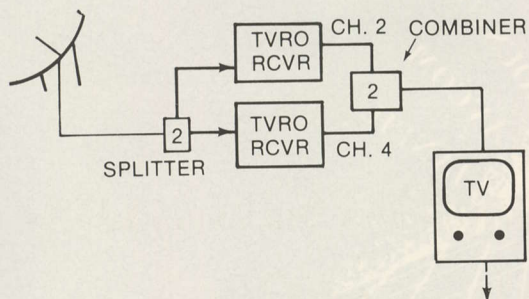 CH. 2
COMBINER
TVRO
RCVR
2
2
SPLITTER
TVRO
RCVR
CH. 4
TV